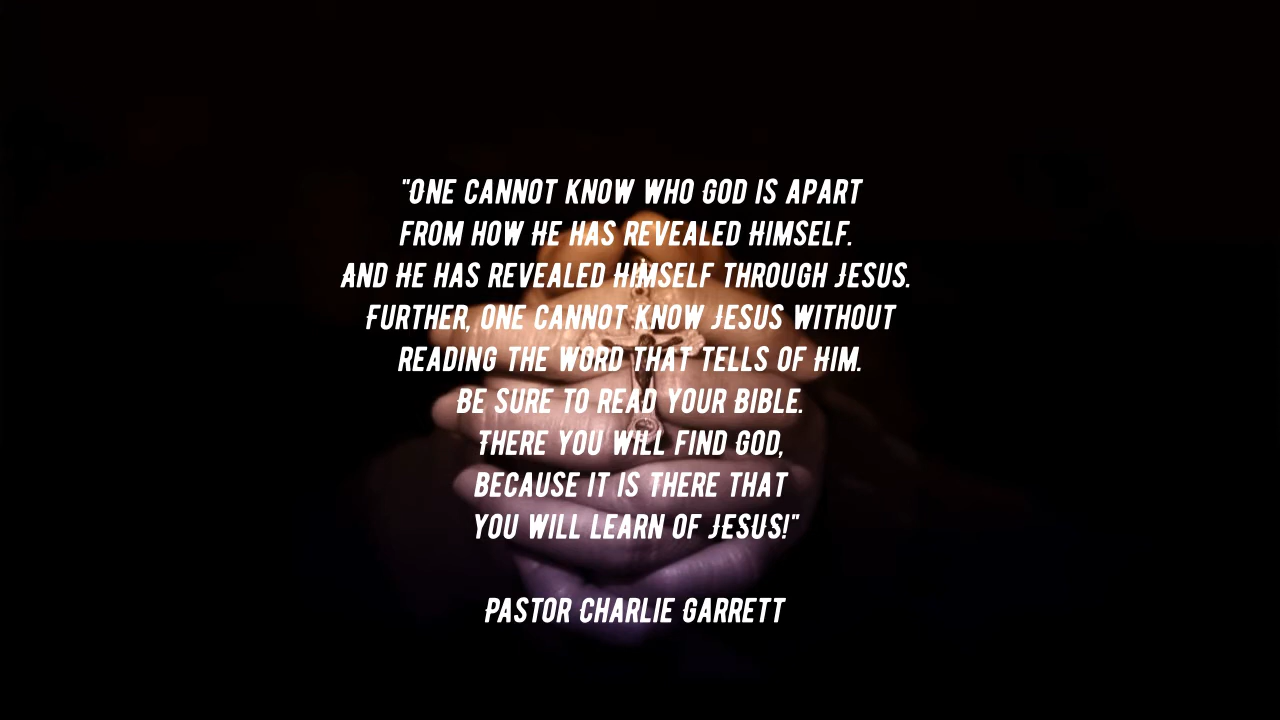 "One cannot know who God is apart
from how He has revealed Himself.
And He has revealed Himself through Jesus.
Further, one cannot know Jesus without
reading the word that tells of Him.
Be sure to read your Bible.
There you will find God,
because it is there that
you will learn of Jesus!"
Pastor Charlie Garrett